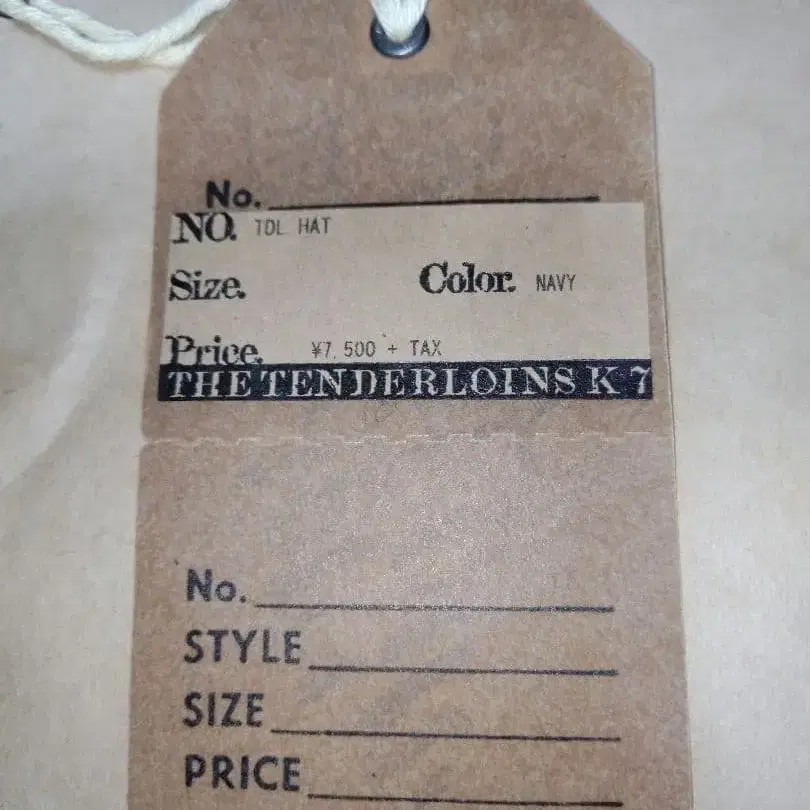 No.
NO. TDL HAT
Size. Color. NAVY
Price. ¥7,500 + TAX
THE TENDERLOINS K 7
No.
STYLE
SIZE
PRICE